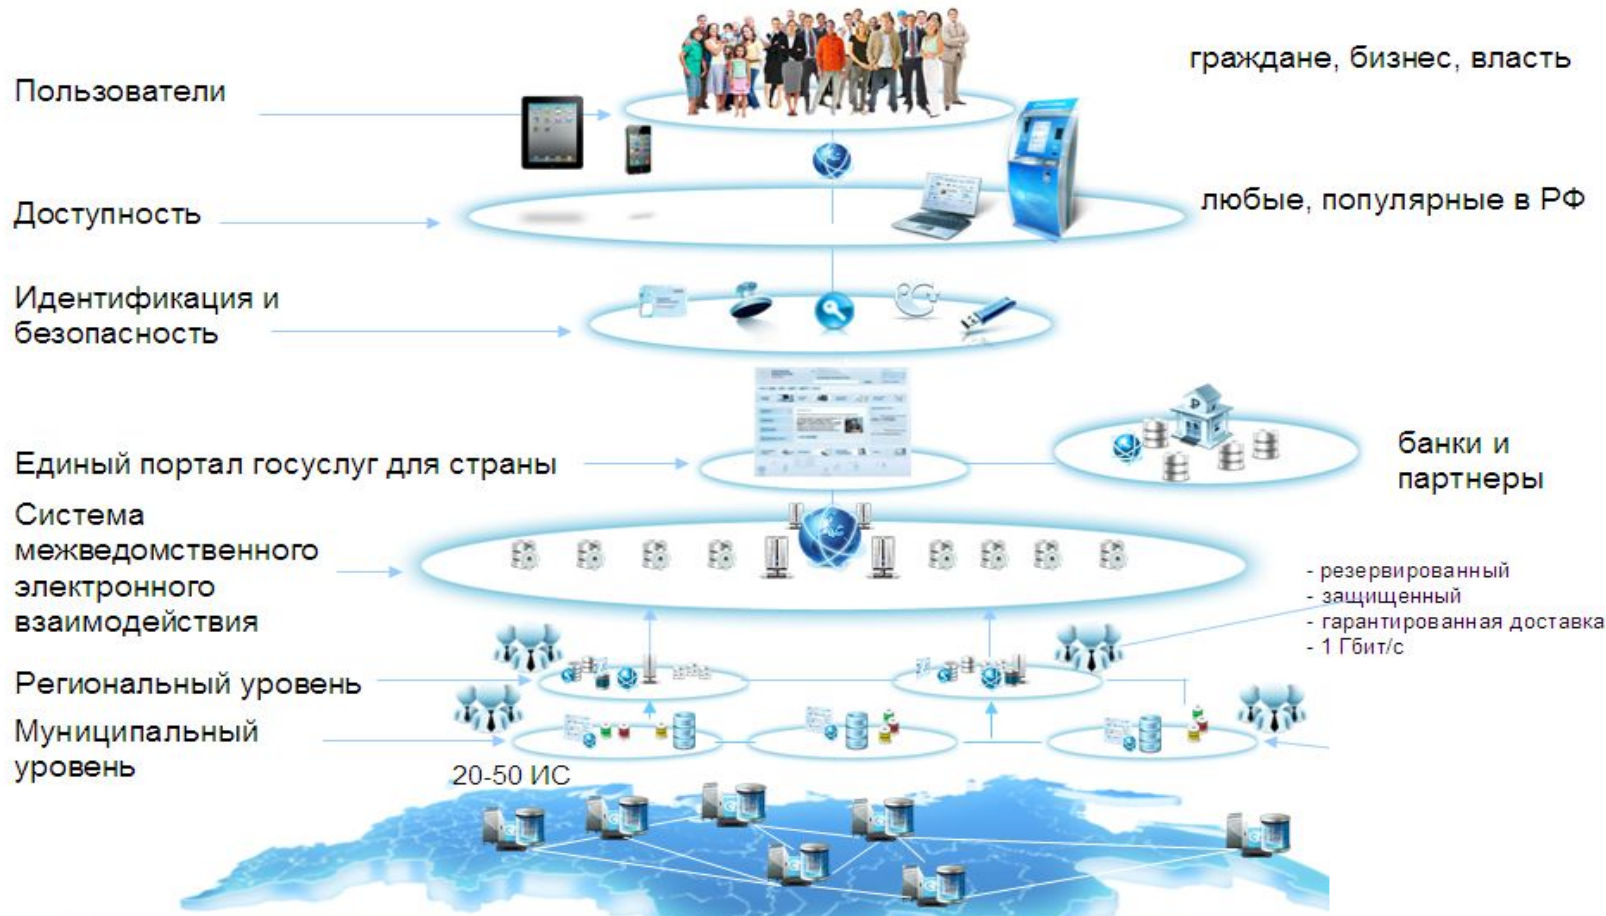 граждане, бизнес, власть
Пользователи
любые, популярные в РФ
Доступность
Идентификация и
безопасность
банки и
партнеры
Единый портал госуслуг для страны
Система
межведомственного
электронного
взаимодействия
- резервированный
- защищенный
- гарантированная доставка
- 1 Гбит/с
Региональный уровень
Муниципальный
уровень
20-50 ИС